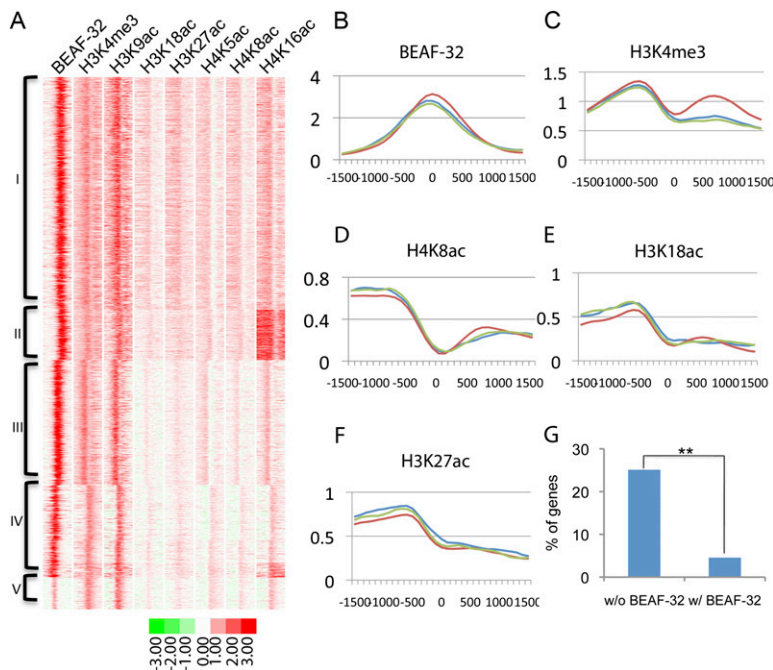 A
BEAF-32
H3K4me3
H3K9ac
H3K18ac
H3K27ac
H4K5ac
H4K8ac
H4K16ac
I
II
III
IV
V
-3.00
-2.00
-1.00
0.00
1.00
2.00
3.00
B
BEAF-32
4
2
0
-1500 -500 0 500 1500
C
H3K4me3
1.5
1
0.5
0
-1500 -500 0 500 1500
D
H4K8ac
0.8
0.4
0
-1500-1000 -500 0 500 1000 1500
E
H3K18ac
1
0.5
0
-1500-1000 -500 0 500 1000 1500
F
H3K27ac
1
0.5
0
-1500-1000 -500 0 500 1000 1500
G
% of genes
30
20
10
0
**
w/o BEAF-32 w/ BEAF-32